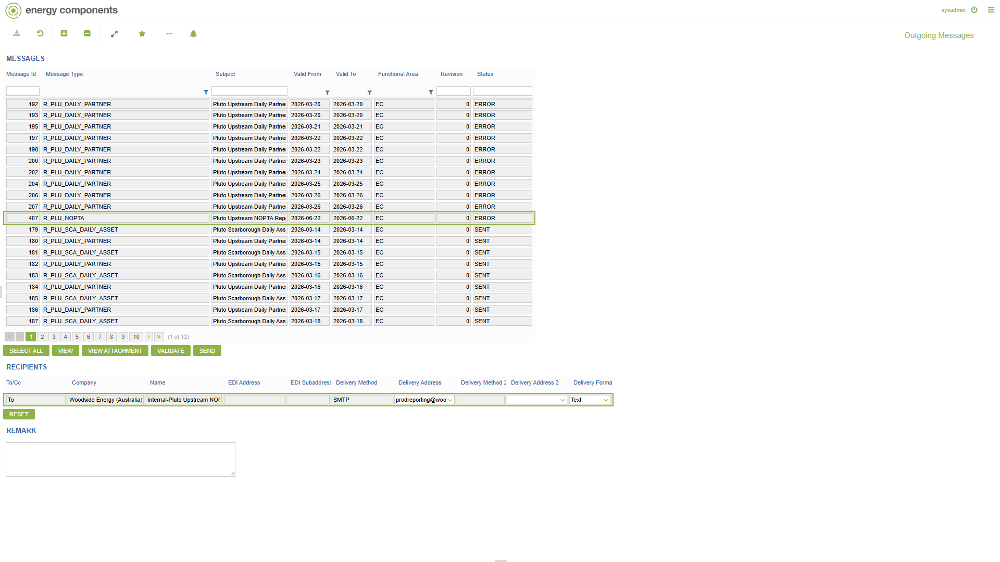 energy components
sysadmin
Outgoing Messages
MESSAGES
Message Id Message Type Subject Valid From Valid To Functional Area Revision Status
192 R_PLU_DAILY_PARTNER Pluto Upstream Daily Partne 2026-03-20 2026-03-20 EC 0 ERROR
193 R_PLU_DAILY_PARTNER Pluto Upstream Daily Partne 2026-03-20 2026-03-20 EC 0 ERROR
195 R_PLU_DAILY_PARTNER Pluto Upstream Daily Partne 2026-03-21 2026-03-21 EC 0 ERROR
197 R_PLU_DAILY_PARTNER Pluto Upstream Daily Partne 2026-03-22 2026-03-22 EC 0 ERROR
198 R_PLU_DAILY_PARTNER Pluto Upstream Daily Partne 2026-03-22 2026-03-22 EC 0 ERROR
200 R_PLU_DAILY_PARTNER Pluto Upstream Daily Partne 2026-03-23 2026-03-23 EC 0 ERROR
202 R_PLU_DAILY_PARTNER Pluto Upstream Daily Partne 2026-03-24 2026-03-24 EC 0 ERROR
204 R_PLU_DAILY_PARTNER Pluto Upstream Daily Partne 2026-03-25 2026-03-25 EC 0 ERROR
206 R_PLU_DAILY_PARTNER Pluto Upstream Daily Partne 2026-03-26 2026-03-26 EC 0 ERROR
207 R_PLU_DAILY_PARTNER Pluto Upstream Daily Partne 2026-03-26 2026-03-26 EC 0 ERROR
407 R_PLU_NOPTA Pluto Upstream NOPTA Rep 2026-06-22 2026-06-22 EC 0 ERROR
179 R_PLU_SCA_DAILY_ASSET Pluto Scarborough Daily Ass 2026-03-14 2026-03-14 EC 0 SENT
180 R_PLU_DAILY_PARTNER Pluto Upstream Daily Partne 2026-03-14 2026-03-14 EC 0 SENT
181 R_PLU_SCA_DAILY_ASSET Pluto Scarborough Daily Ass 2026-03-15 2026-03-15 EC 0 SENT
182 R_PLU_DAILY_PARTNER Pluto Upstream Daily Partne 2026-03-15 2026-03-15 EC 0 SENT
183 R_PLU_SCA_DAILY_ASSET Pluto Scarborough Daily Ass 2026-03-16 2026-03-16 EC 0 SENT
184 R_PLU_DAILY_PARTNER Pluto Upstream Daily Partne 2026-03-16 2026-03-16 EC 0 SENT
185 R_PLU_SCA_DAILY_ASSET Pluto Scarborough Daily Ass 2026-03-17 2026-03-17 EC 0 SENT
186 R_PLU_DAILY_PARTNER Pluto Upstream Daily Partne 2026-03-17 2026-03-17 EC 0 SENT
187 R_PLU_SCA_DAILY_ASSET Pluto Scarborough Daily Ass 2026-03-18 2026-03-18 EC 0 SENT
1 2 3 4 5 6 7 8 9 10 (1 of 12)
SELECT ALL VIEW VIEW ATTACHMENT VALIDATE SEND
RECIPIENTS
To/Cc Company Name EDI Address EDI Subaddress Delivery Method Delivery Address Delivery Method 2 Delivery Address 2 Delivery Forma
To Woodside Energy (Australia) Internal-Pluto Upstream NOP SMTP prodreporting@woo Text
RESET
REMARK